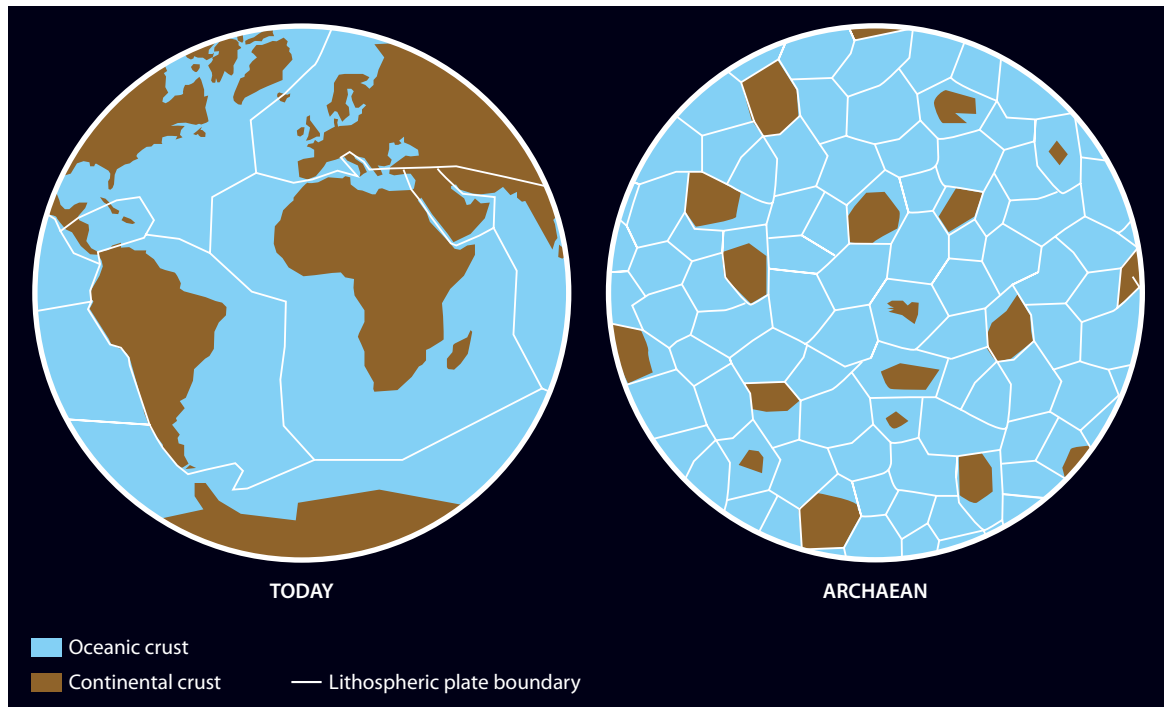 TODAY
ARCHAEAN
Oceanic crust
Continental crust
Lithospheric plate boundary